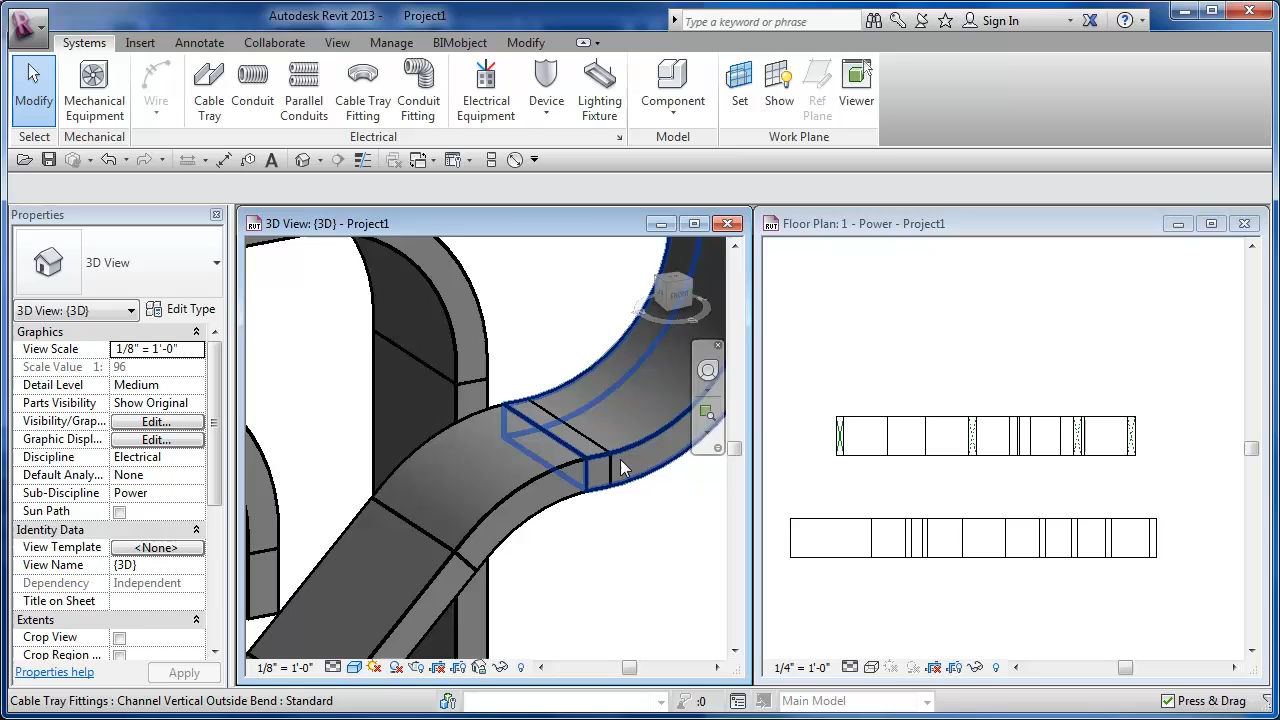 Autodesk Revit 2013 - Project1
Type a keyword or phrase
Sign In
Systems Insert Annotate Collaborate View Manage BIMobject Modify
Modify
Mechanical Equipment
Wire
Cable Tray
Conduit
Parallel Conduits
Cable Tray Fitting
Conduit Fitting
Electrical Equipment
Device
Lighting Fixture
Component
Set
Show
Ref Plane
Viewer
Select Mechanical Electrical Model Work Plane
Properties
3D View
3D View: {3D} Edit Type
Graphics
View Scale 1/8" = 1'-0"
Scale Value 1: 96
Detail Level Medium
Parts Visibility Show Original
Visibility/Grap... Edit...
Graphic Displ... Edit...
Discipline Electrical
Default Analy... None
Sub-Discipline Power
Sun Path
Identity Data
View Template <None>
View Name {3D}
Dependency Independent
Title on Sheet
Extents
Crop View
Crop Region ...
Properties help Apply
3D View: {3D} - Project1
FRONT
1/8" = 1'-0"
Floor Plan: 1 - Power - Project1
1/4" = 1'-0"
Cable Tray Fittings : Channel Vertical Outside Bend : Standard
:0
Main Model
Press & Drag